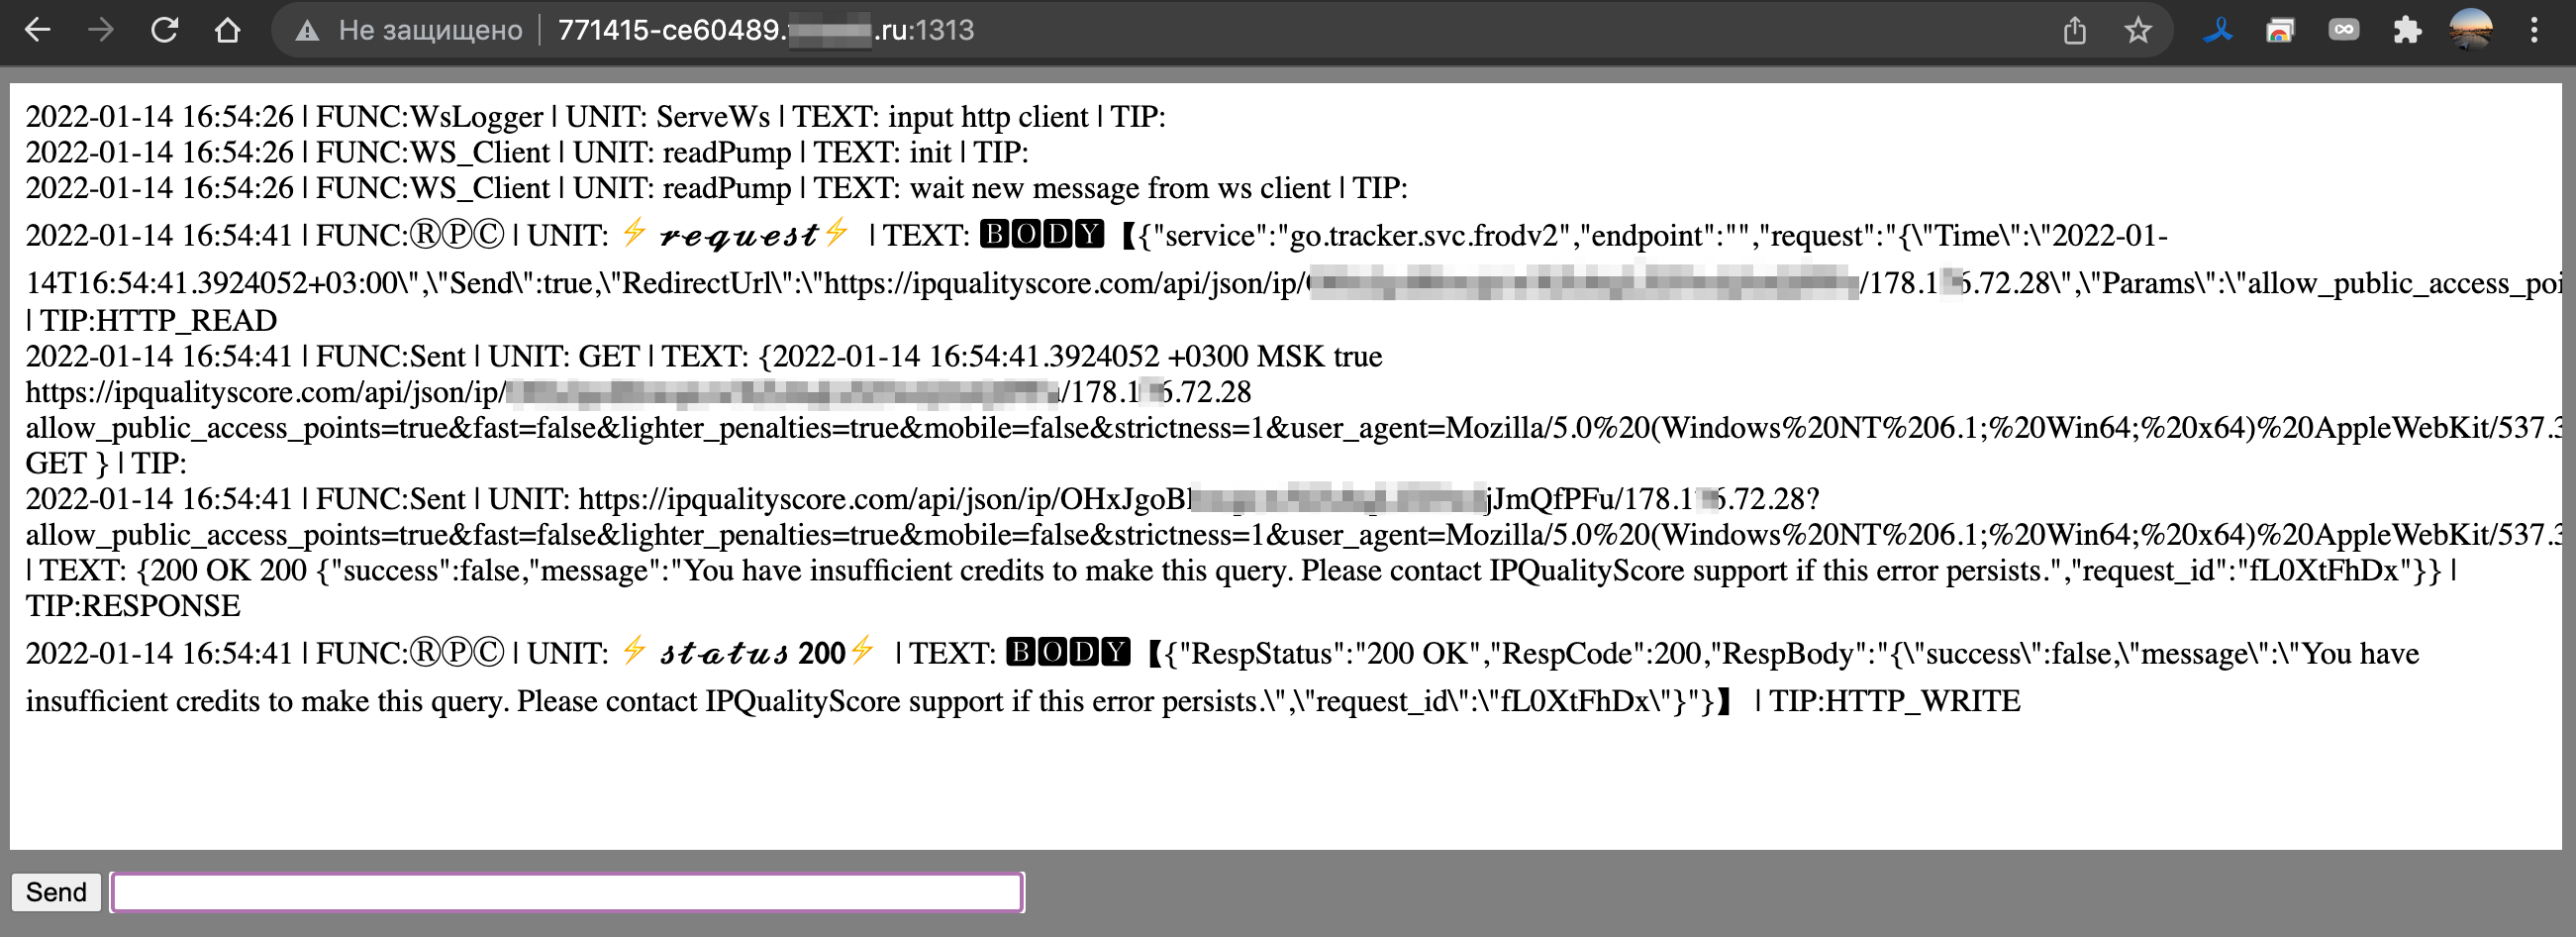 Не защищено | 771415-ce60489. .ru:1313
2022-01-14 16:54:26 | FUNC:WsLogger | UNIT: ServeWs | TEXT: input http client | TIP:
2022-01-14 16:54:26 | FUNC:WS_Client | UNIT: readPump | TEXT: init | TIP:
2022-01-14 16:54:26 | FUNC:WS_Client | UNIT: readPump | TEXT: wait new message from ws client | TIP:
2022-01-14 16:54:41 | FUNC:ⓇⓅⒸ | UNIT: ⚡ 𝓻𝓮𝓺𝓾𝓮𝓼𝓽⚡ | TEXT: 🅱🅾🅳🆈【{"service":"go.tracker.svc.frodv2","endpoint":"","request":"{\"Time\":\"2022-01-
14T16:54:41.3924052+03:00\",\"Send\":true,\"RedirectUrl\":\"https://ipqualityscore.com/api/json/ip/ /178.1 6.72.28\",\"Params\":\"allow_public_access_poi
| TIP:HTTP_READ
2022-01-14 16:54:41 | FUNC:Sent | UNIT: GET | TEXT: {2022-01-14 16:54:41.3924052 +0300 MSK true
https://ipqualityscore.com/api/json/ip/ /178.1 6.72.28
allow_public_access_points=true&fast=false&lighter_penalties=true&mobile=false&strictness=1&user_agent=Mozilla/5.0%20(Windows%20NT%206.1;%20Win64;%20x64)%20AppleWebKit/537.3
GET } | TIP:
2022-01-14 16:54:41 | FUNC:Sent | UNIT: https://ipqualityscore.com/api/json/ip/OHxJgoB jJmQfPFu/178.1 6.72.28?
allow_public_access_points=true&fast=false&lighter_penalties=true&mobile=false&strictness=1&user_agent=Mozilla/5.0%20(Windows%20NT%206.1;%20Win64;%20x64)%20AppleWebKit/537.3
| TEXT: {200 OK 200 {"success":false,"message":"You have insufficient credits to make this query. Please contact IPQualityScore support if this error persists.","request_id":"fL0XtFhDx"}} |
TIP:RESPONSE
2022-01-14 16:54:41 | FUNC:ⓇⓅⒸ | UNIT: ⚡ 𝓼𝓽𝓪𝓽𝓾𝓼 𝟮𝟬𝟬⚡ | TEXT: 🅱🅾🅳🆈【{"RespStatus":"200 OK","RespCode":200,"RespBody":"{\"success\":false,\"message\":\"You have
insufficient credits to make this query. Please contact IPQualityScore support if this error persists.\",\"request_id\":\"fL0XtFhDx\"}"}】 | TIP:HTTP_WRITE
Send